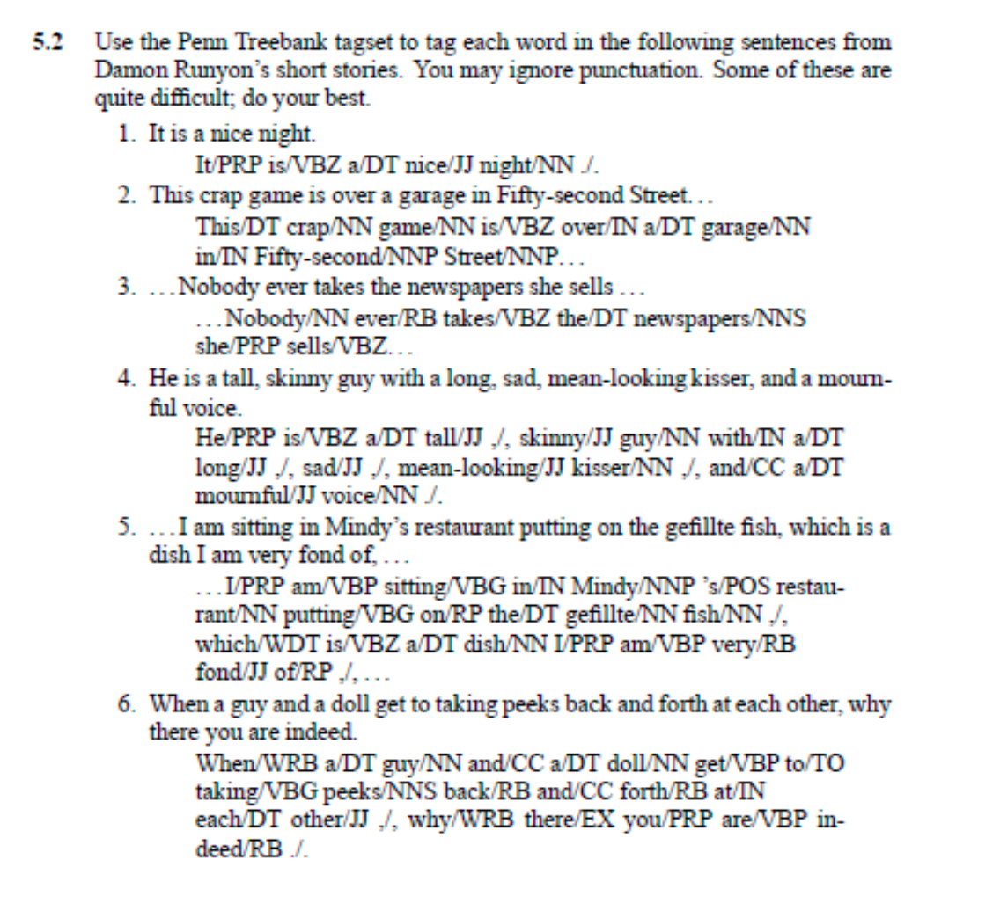 5.2 Use the Penn Treebank tagset to tag each word in the following sentences from
Damon Runyon's short stories. You may ignore punctuation. Some of these are
quite difficult; do your best.
1. It is a nice night.
It/PRP is/VBZ a/DT nice/JJ night/NN ./.
2. This crap game is over a garage in Fifty-second Street...
This/DT crap/NN game/NN is/VBZ over/IN a/DT garage/NN
in/IN Fifty-second/NNP Street/NNP...
3. ...Nobody ever takes the newspapers she sells ...
...Nobody/NN ever/RB takes/VBZ the/DT newspapers/NNS
she/PRP sells/VBZ...
4. He is a tall, skinny guy with a long, sad, mean-looking kisser, and a mourn-
ful voice.
He/PRP is/VBZ a/DT tall/JJ ,/, skinny/JJ guy/NN with/IN a/DT
long/JJ ,/, sad/JJ ,/, mean-looking/JJ kisser/NN ,/, and/CC a/DT
mournful/JJ voice/NN ./.
5. ...I am sitting in Mindy's restaurant putting on the gefillte fish, which is a
dish I am very fond of, ...
...I/PRP am/VBP sitting/VBG in/IN Mindy/NNP 's/POS restau-
rant/NN putting/VBG on/RP the/DT gefillte/NN fish/NN ,/,
which/WDT is/VBZ a/DT dish/NN I/PRP am/VBP very/RB
fond/JJ of/RP ,/, ...
6. When a guy and a doll get to taking peeks back and forth at each other, why
there you are indeed.
When/WRB a/DT guy/NN and/CC a/DT doll/NN get/VBP to/TO
taking/VBG peeks/NNS back/RB and/CC forth/RB at/IN
each/DT other/JJ ,/, why/WRB there/EX you/PRP are/VBP in-
deed/RB ./.